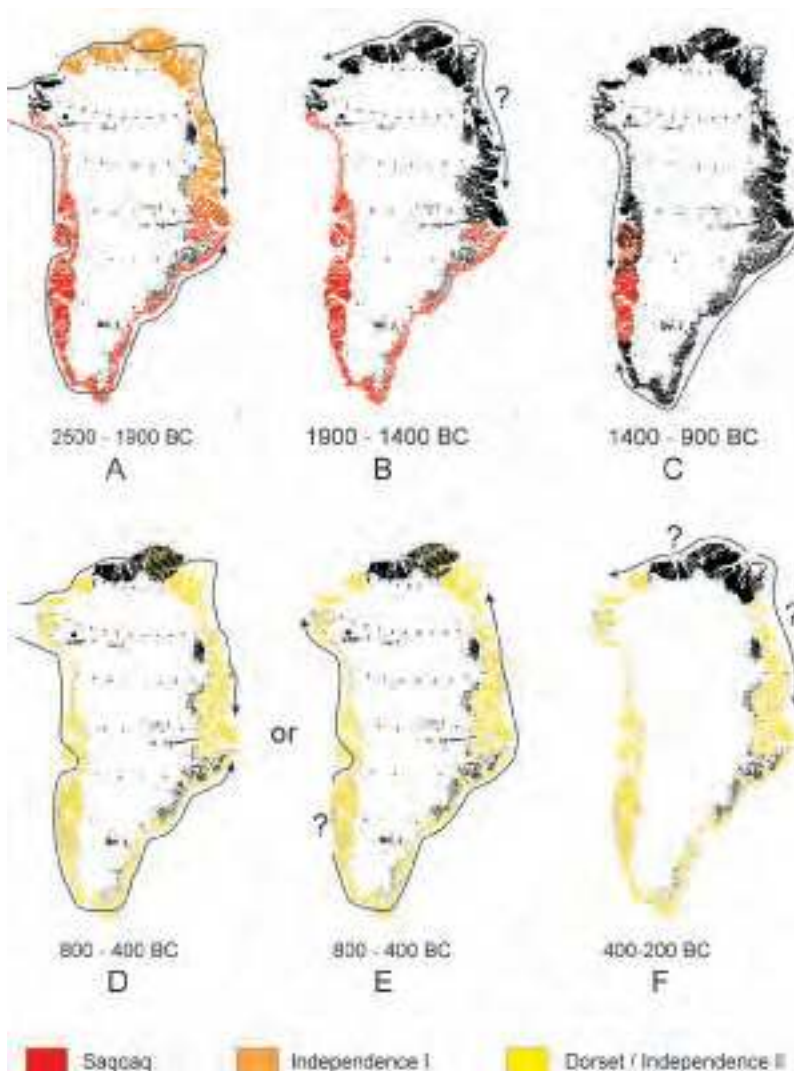 ?
2500 - 1900 BC
1900 - 1400 BC
1400 - 900 BC
A
B
C
?
or
?
?
800 - 400 BC
800 - 400 BC
400-200 BC
D
E
F
Saqqaq
Independence I
Dorset / Independence II